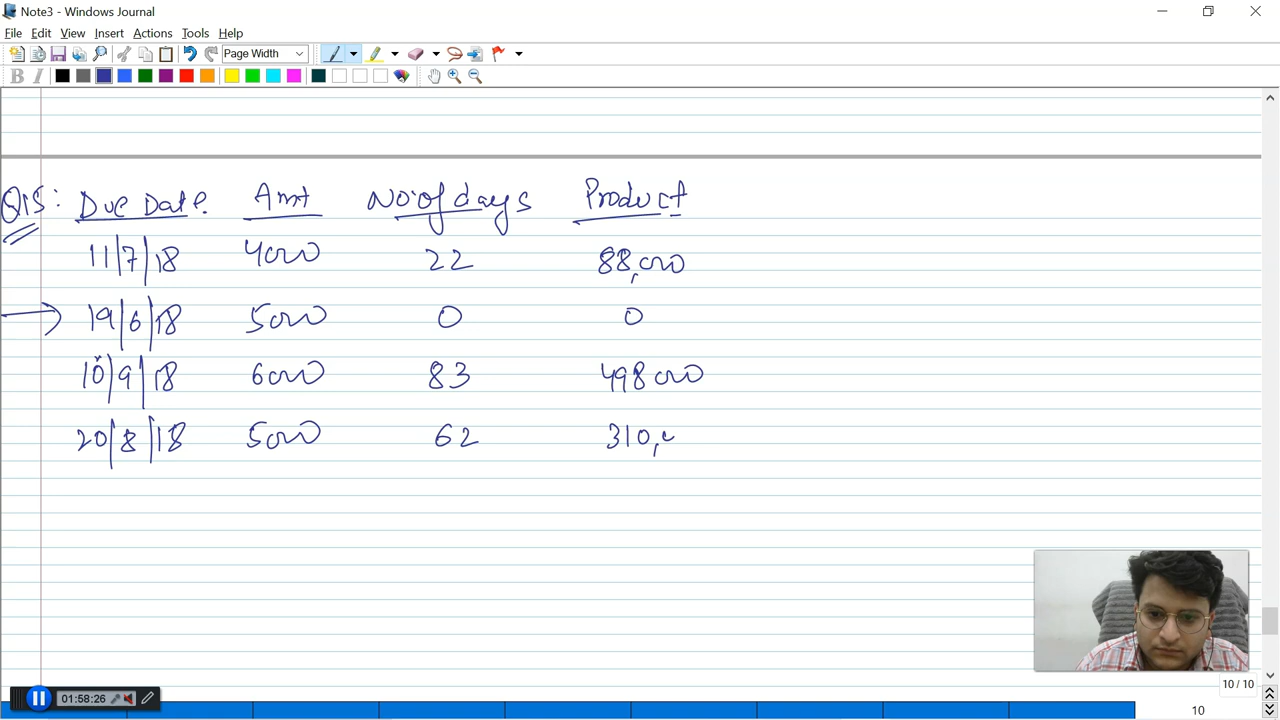 Note3 - Windows Journal
File Edit View Insert Actions Tools Help
Page Width
B I
Q15: Due Date. Amt No. of days Product
11/7/18 4000 22 88,000
19/6/18 5000 0 0
10/9/18 6000 83 498000
20/8/18 5000 62 310,
01:58:26
10 / 10
10